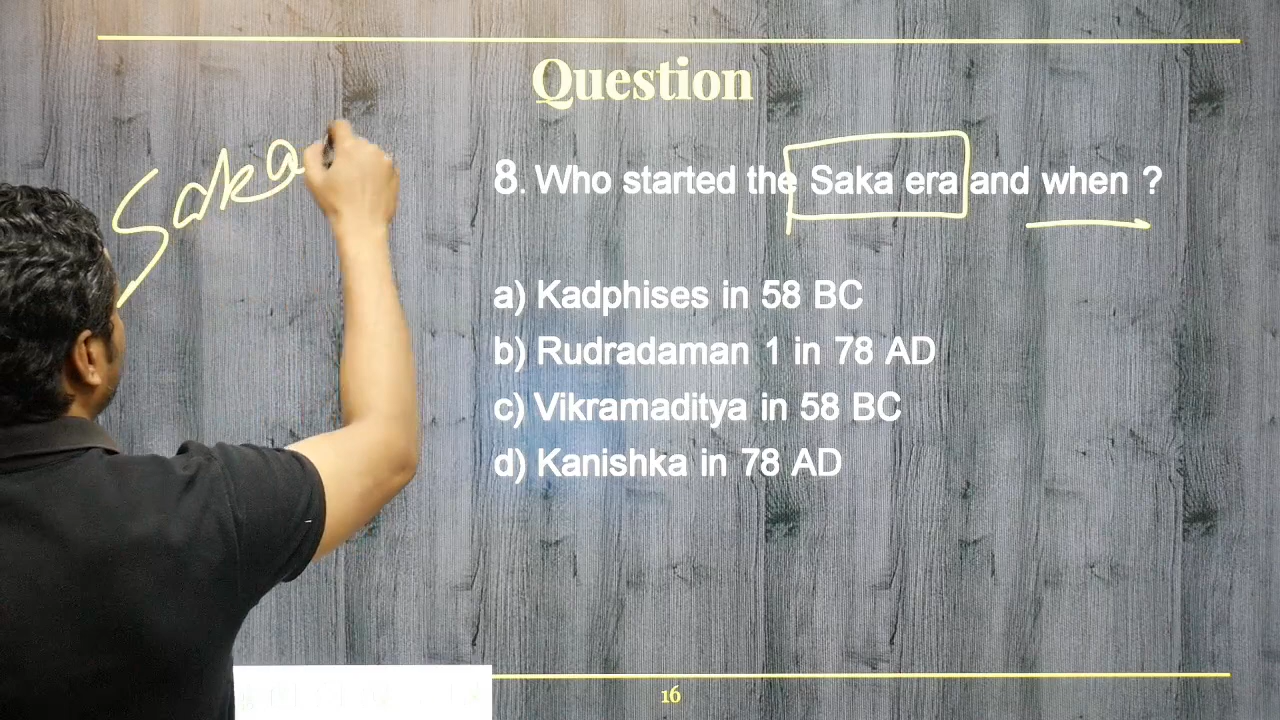 Question
Saka
8. Who started the Saka era and when ?
a) Kadphises in 58 BC
b) Rudradaman 1 in 78 AD
c) Vikramaditya in 58 BC
d) Kanishka in 78 AD
16